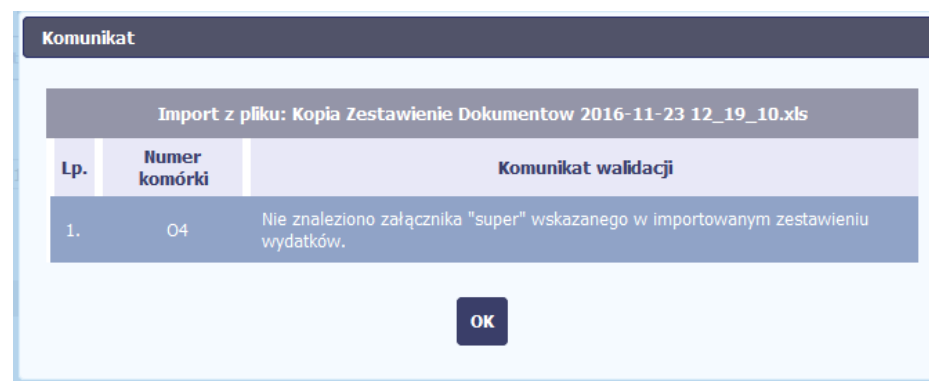 Komunikat
Import z pliku: Kopia Zestawienie Dokumentow 2016-11-23 12_19_10.xls
Lp.
Numer
komórki
Komunikat walidacji
1.
O4
Nie znaleziono załącznika "super" wskazanego w importowanym zestawieniu
wydatków.
OK